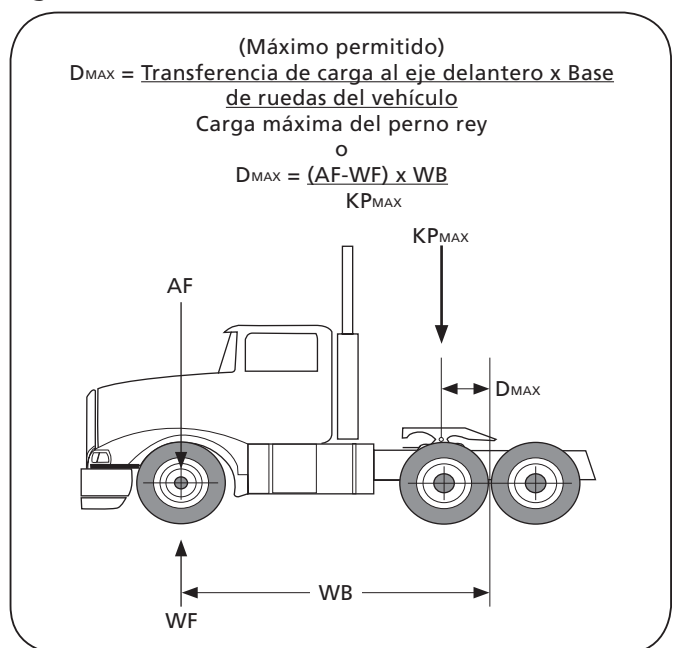 (Máximo permitido)
DMAX = Transferencia de carga al eje delantero x Base
de ruedas del vehículo
Carga máxima del perno rey
o
DMAX = (AF-WF) x WB
KPMAX
KPMAX
AF
DMAX
WB
WF